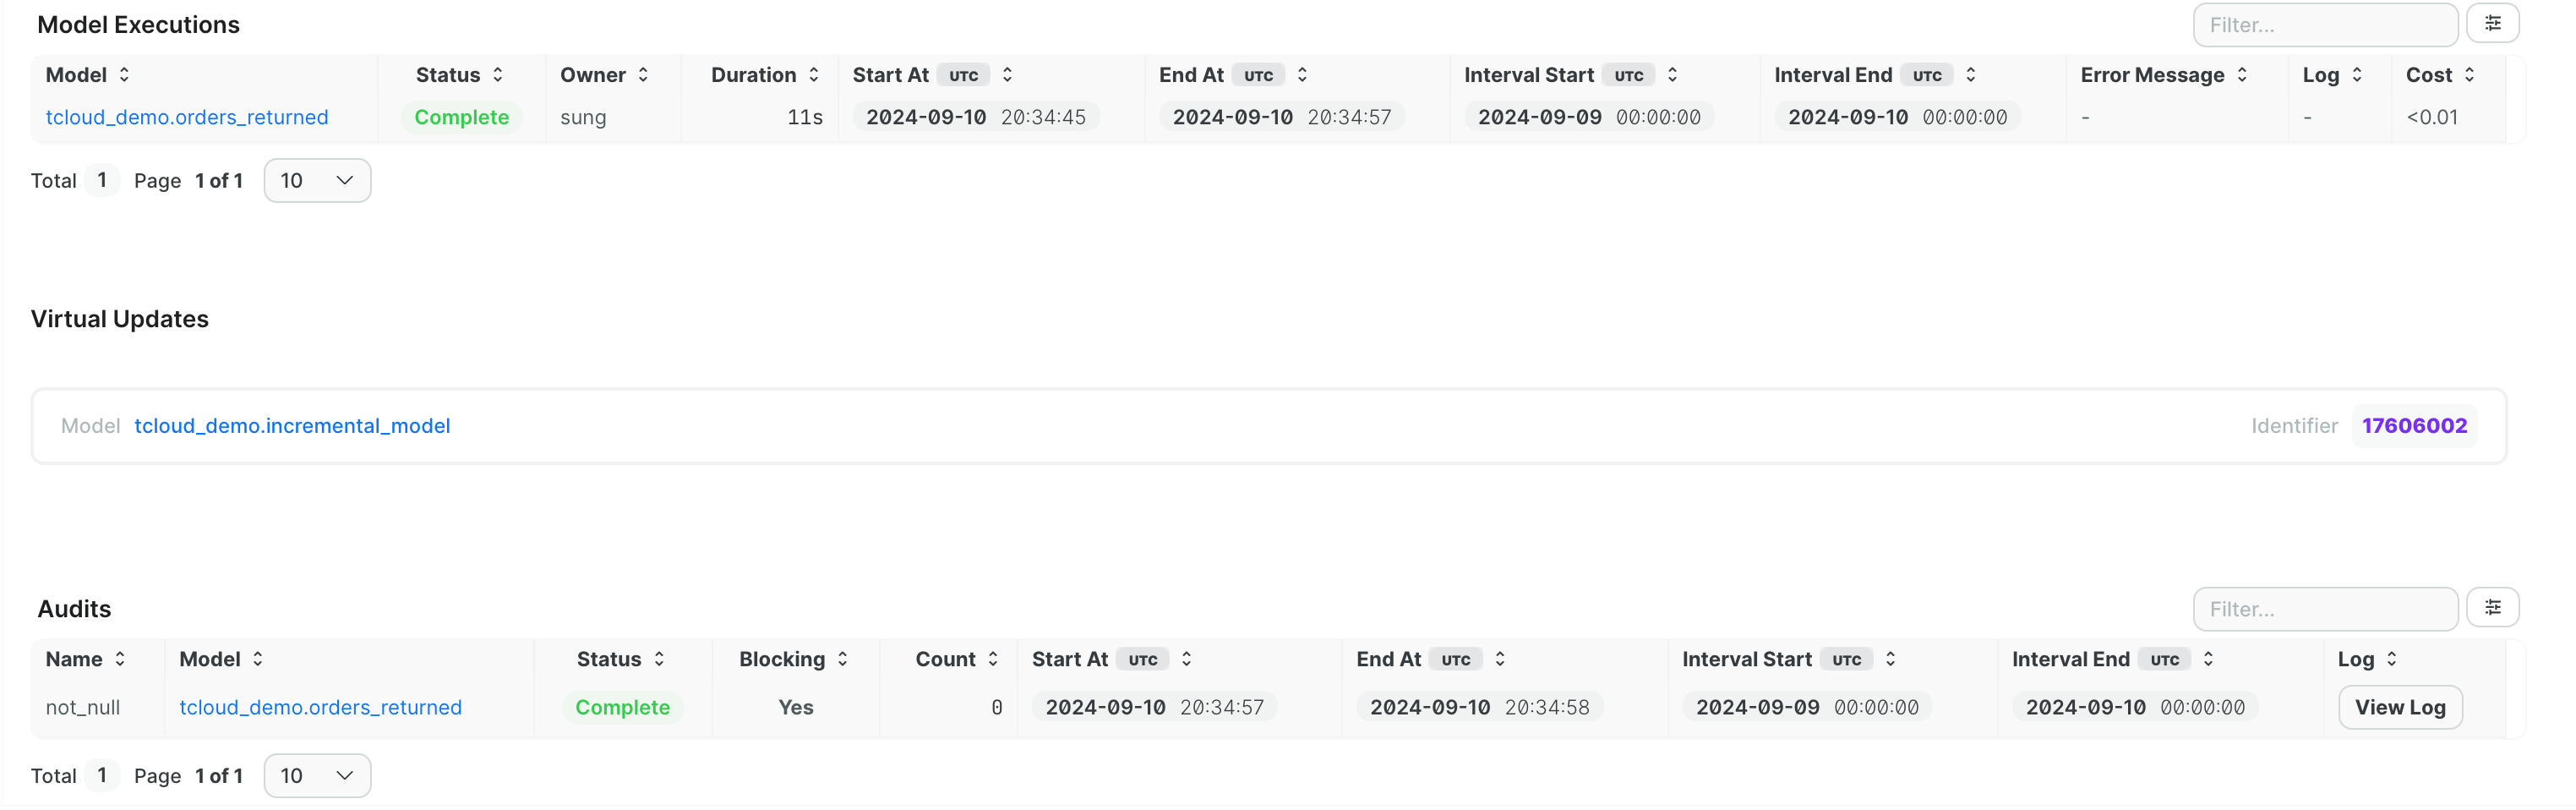 Model Executions
Filter...
Model Status Owner Duration Start At UTC End At UTC Interval Start UTC Interval End UTC Error Message Log Cost
tcloud_demo.orders_returned Complete sung 11s 2024-09-10 20:34:45 2024-09-10 20:34:57 2024-09-09 00:00:00 2024-09-10 00:00:00 - - <0.01
Total 1 Page 1 of 1 10
Virtual Updates
Model tcloud_demo.incremental_model Identifier 17606002
Audits
Filter...
Name Model Status Blocking Count Start At UTC End At UTC Interval Start UTC Interval End UTC Log
not_null tcloud_demo.orders_returned Complete Yes 0 2024-09-10 20:34:57 2024-09-10 20:34:58 2024-09-09 00:00:00 2024-09-10 00:00:00 View Log
Total 1 Page 1 of 1 10